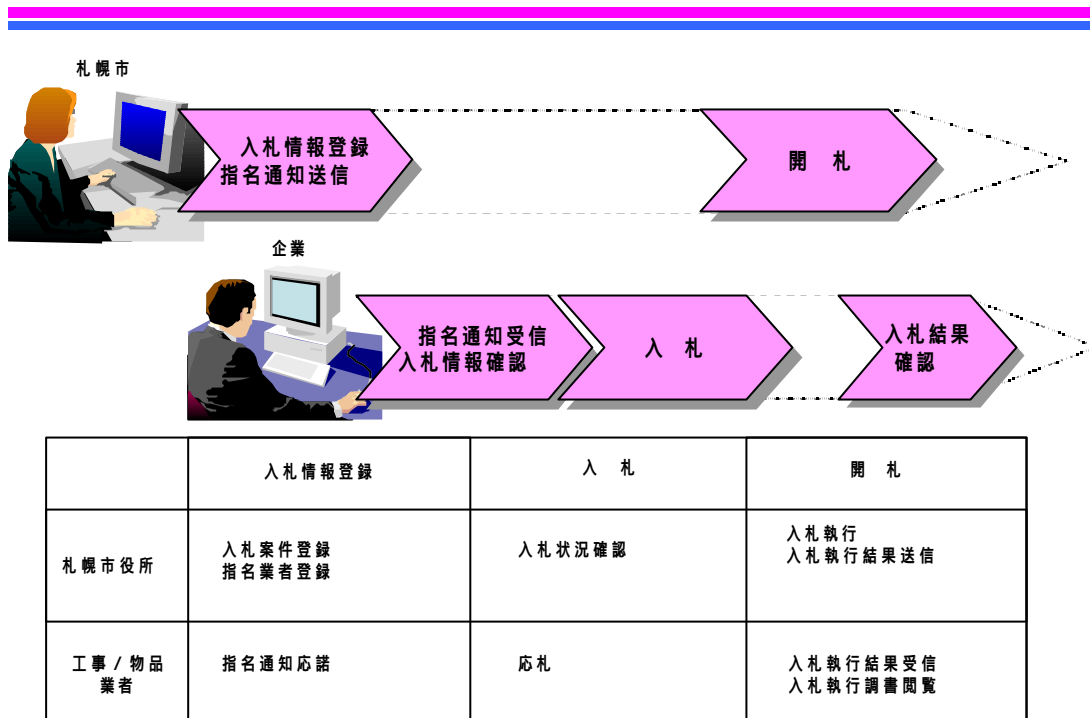 札幌市
入札情報登録
指名通知送信
開 札
企業
指名通知受信
入札情報確認
入 札
入札結果
確認
入札情報登録
入 札
開 札
札幌市役所
入札案件登録
指名業者登録
入札状況確認
入札執行
入札執行結果送信
工事/物品
業者
指名通知応諾
応札
入札執行結果受信
入札執行調書閲覧